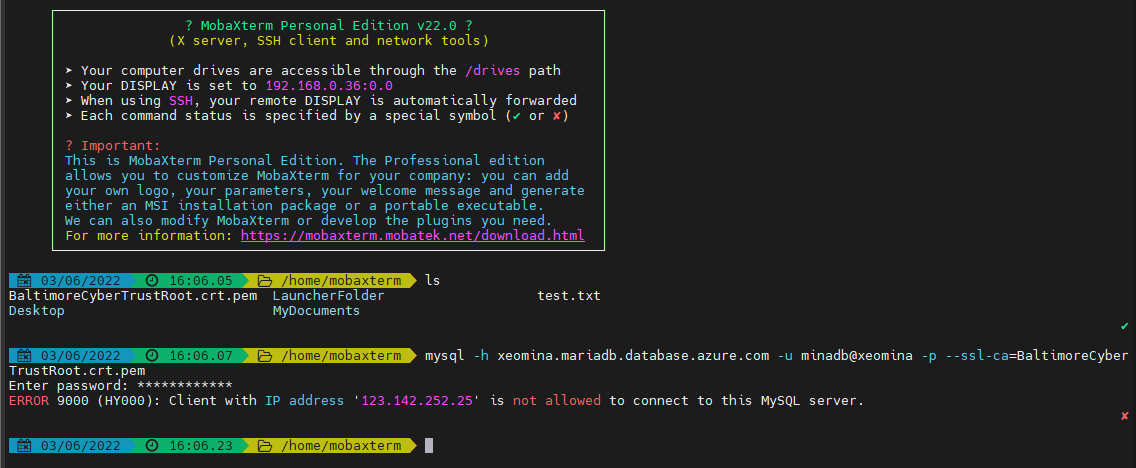 ? MobaXterm Personal Edition v22.0 ?
(X server, SSH client and network tools)
➤ Your computer drives are accessible through the /drives path
➤ Your DISPLAY is set to 192.168.0.36:0.0
➤ When using SSH, your remote DISPLAY is automatically forwarded
➤ Each command status is specified by a special symbol (✔ or ✘)
? Important:
This is MobaXterm Personal Edition. The Professional edition
allows you to customize MobaXterm for your company: you can add
your own logo, your parameters, your welcome message and generate
either an MSI installation package or a portable executable.
We can also modify MobaXterm or develop the plugins you need.
For more information: https://mobaxterm.mobatek.net/download.html
03/06/2022 16:06.05 /home/mobaxterm ls
BaltimoreCyberTrustRoot.crt.pem LauncherFolder test.txt
Desktop MyDocuments
✔
03/06/2022 16:06.07 /home/mobaxterm mysql -h xeomina.mariadb.database.azure.com -u minadb@xeomina -p --ssl-ca=BaltimoreCyber
TrustRoot.crt.pem
Enter password: ************
ERROR 9000 (HY000): Client with IP address '123.142.252.25' is not allowed to connect to this MySQL server.
✘
03/06/2022 16:06.23 /home/mobaxterm